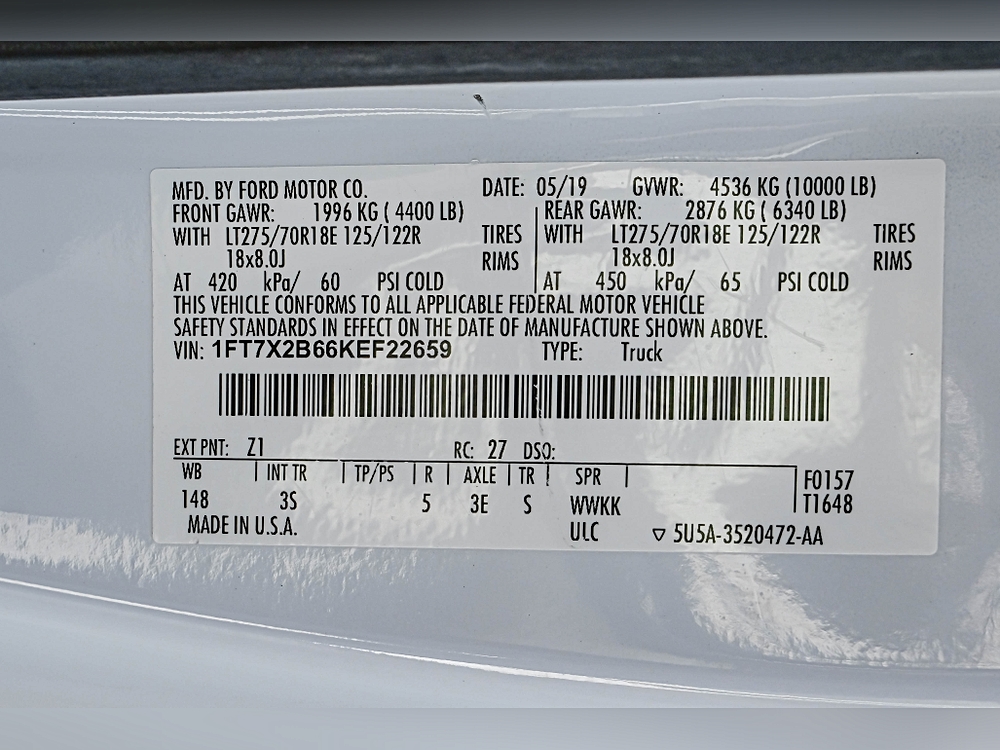 MFD. BY FORD MOTOR CO. DATE: 05/19 GVWR: 4536 KG (10000 LB)
FRONT GAWR: 1996 KG ( 4400 LB) REAR GAWR: 2876 KG ( 6340 LB)
WITH LT275/70R18E 125/122R TIRES WITH LT275/70R18E 125/122R TIRES
18x8.0J RIMS 18x8.0J RIMS
AT 420 kPa/ 60 PSI COLD AT 450 kPa/ 65 PSI COLD
THIS VEHICLE CONFORMS TO ALL APPLICABLE FEDERAL MOTOR VEHICLE
SAFETY STANDARDS IN EFFECT ON THE DATE OF MANUFACTURE SHOWN ABOVE.
VIN: 1FT7X2B66KEF22659 TYPE: Truck
EXT PNT: Z1 RC: 27 DSO:
WB INT TR TP/PS R AXLE TR SPR F0157
148 3S 5 3E S WWKK T1648
MADE IN U.S.A. ULC ▽ 5U5A-3520472-AA